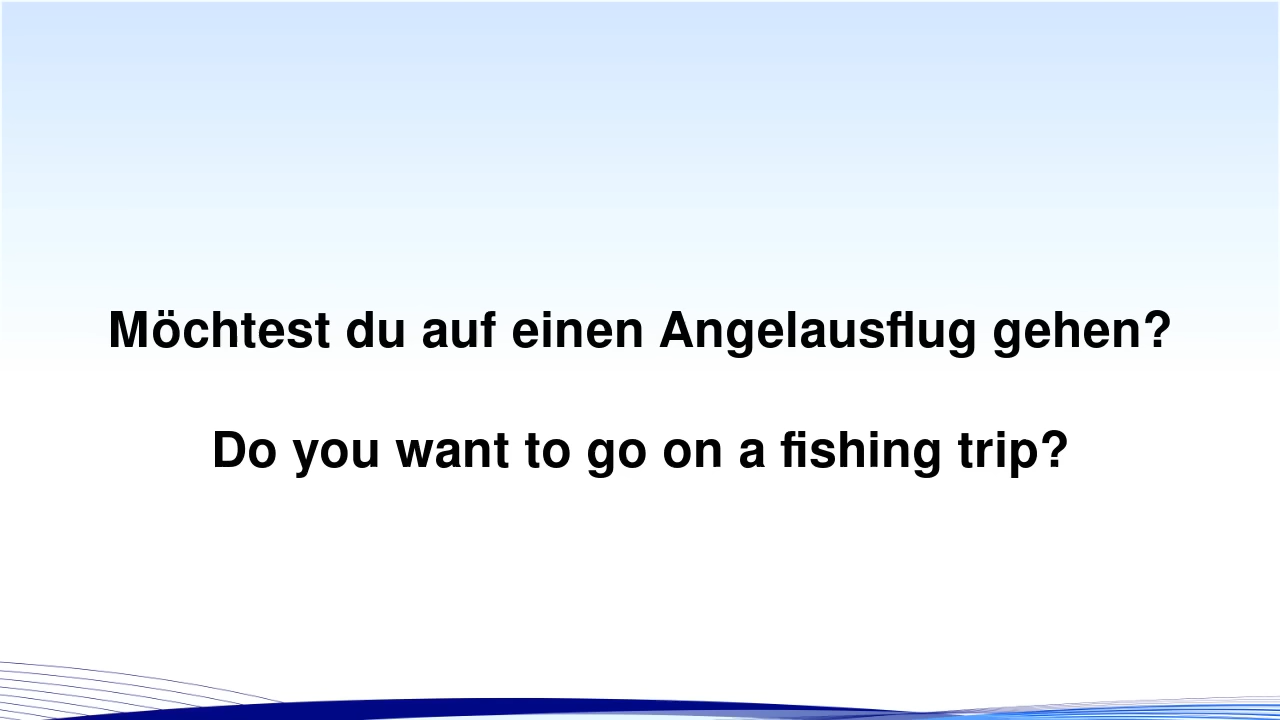 Möchtest du auf einen Angelausflug gehen?
Do you want to go on a fishing trip?